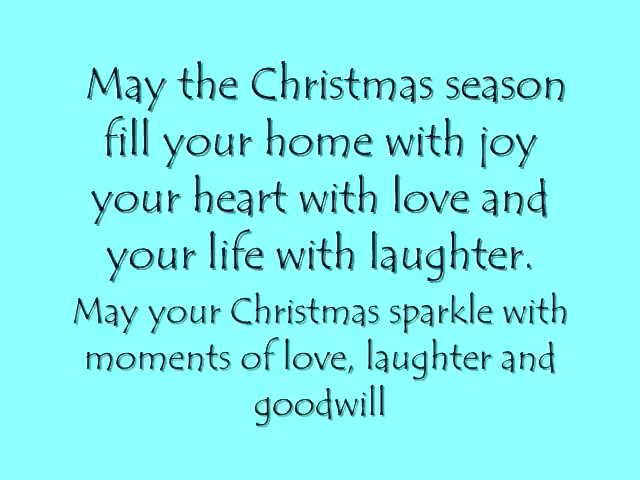 May the Christmas season
fill your home with joy
your heart with love and
your life with laughter.
May your Christmas sparkle with
moments of love, laughter and
goodwill